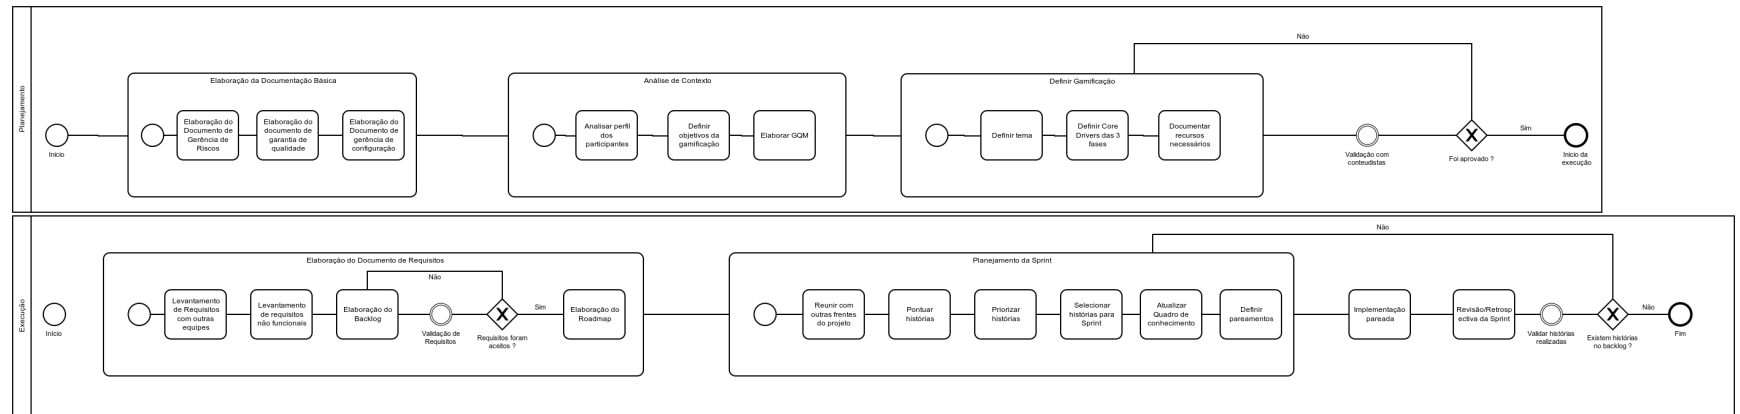 Planejamento
Início
Elaboração da Documentação Básica
Elaboração do
Documento de
Gerência de
Riscos
Elaboração do
documento de
garantia de
qualidade
Elaboração do
Documento de
gerência de
configuração
Análise de Contexto
Analisar perfil
dos
participantes
Definir
objetivos da
gamificação
Elaborar GQM
Definir Gamificação
Definir tema
Definir Core
Drivers das 3
fases
Documentar
recursos
necessários
Não
Validação com
conteudistas
Foi aprovado ?
Sim
Inicio da
execução
Execução
Início
Elaboração do Documento de Requisitos
Levantamento
de Requisitos
com outras
equipes
Levantamento
de requisitos
não funcionais
Elaboração do
Backlog
Não
Validação de
Requisitos
Requisitos foram
aceitos ?
Sim
Elaboração do
Roadmap
Planejamento da Sprint
Reunir com
outras frentes
do projeto
Pontuar
histórias
Priorizar
histórias
Selecionar
histórias para
Sprint
Atualizar
Quadro de
conhecimento
Definir
pareamentos
Não
Implementação
pareada
Revisão/Retrosp
ectiva da Sprint
Validar histórias
realizadas
Existem histórias
no backlog ?
Não
Fim